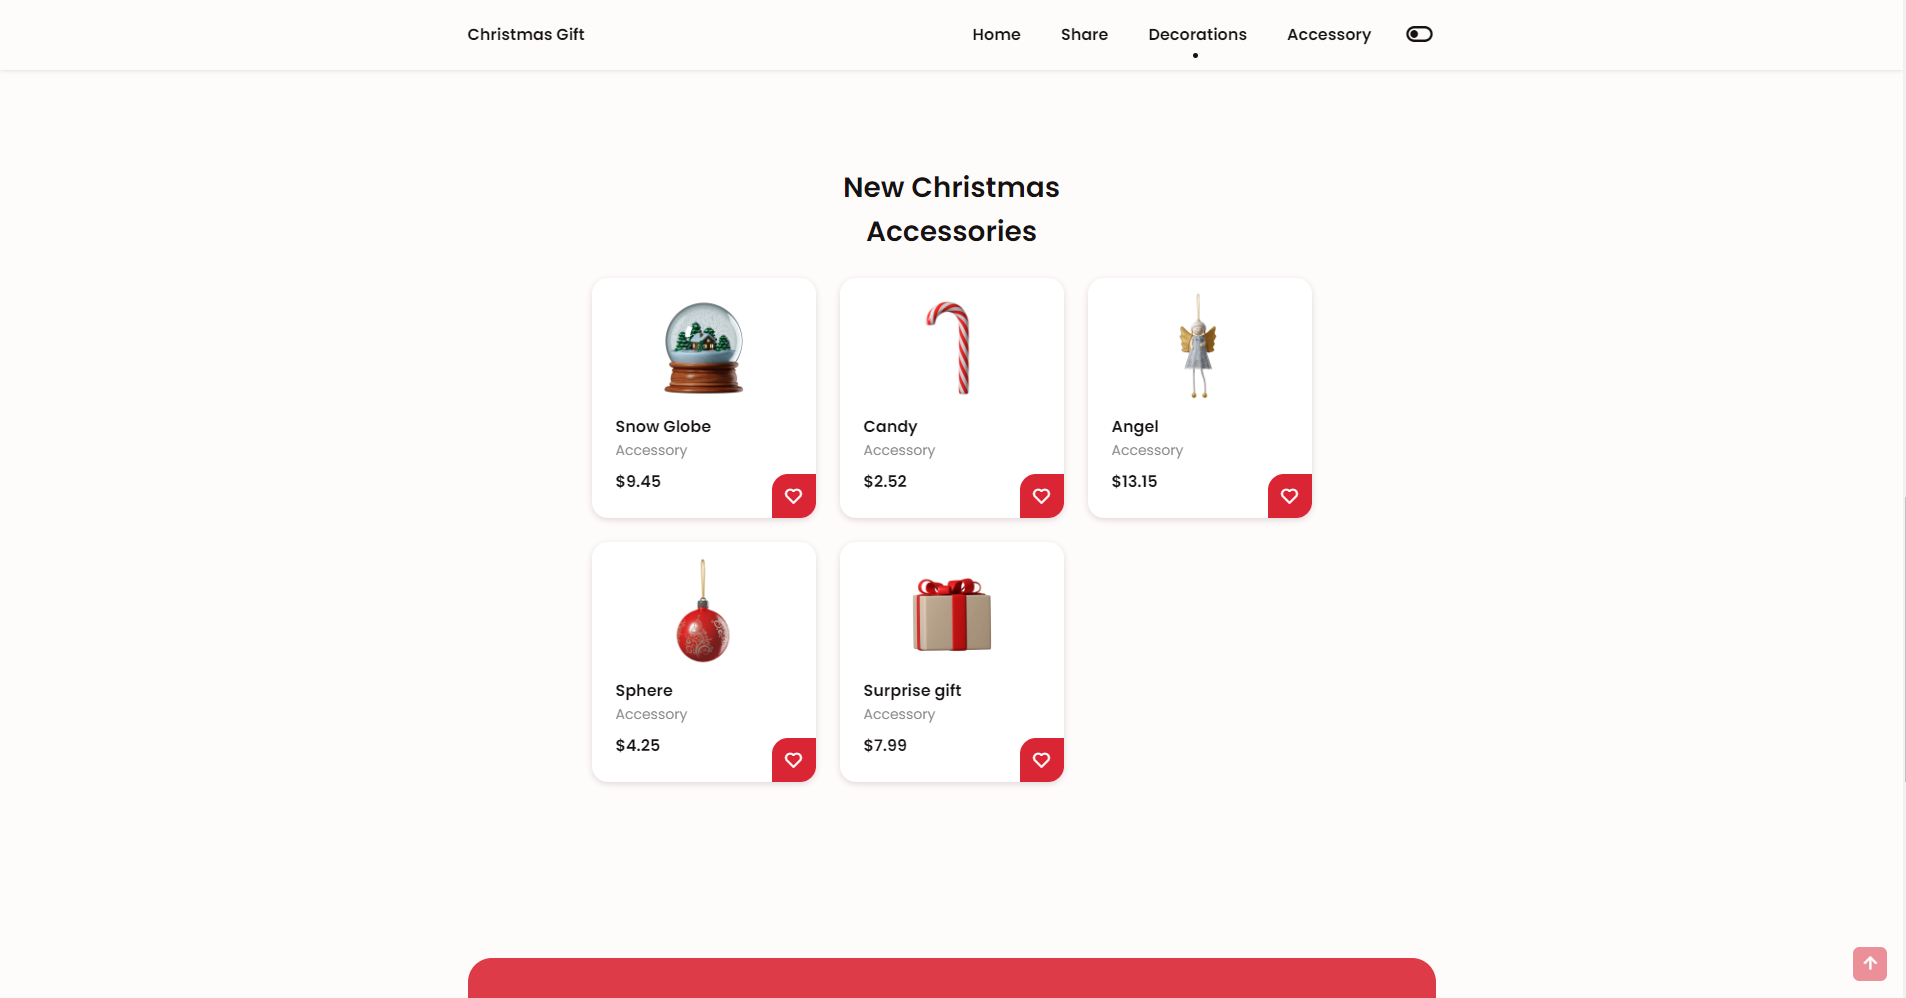 Christmas Gift
Home
Share
Decorations
Accessory
New Christmas
Accessories
Snow Globe
Accessory
$9.45
Candy
Accessory
$2.52
Angel
Accessory
$13.15
Sphere
Accessory
$4.25
Surprise gift
Accessory
$7.99